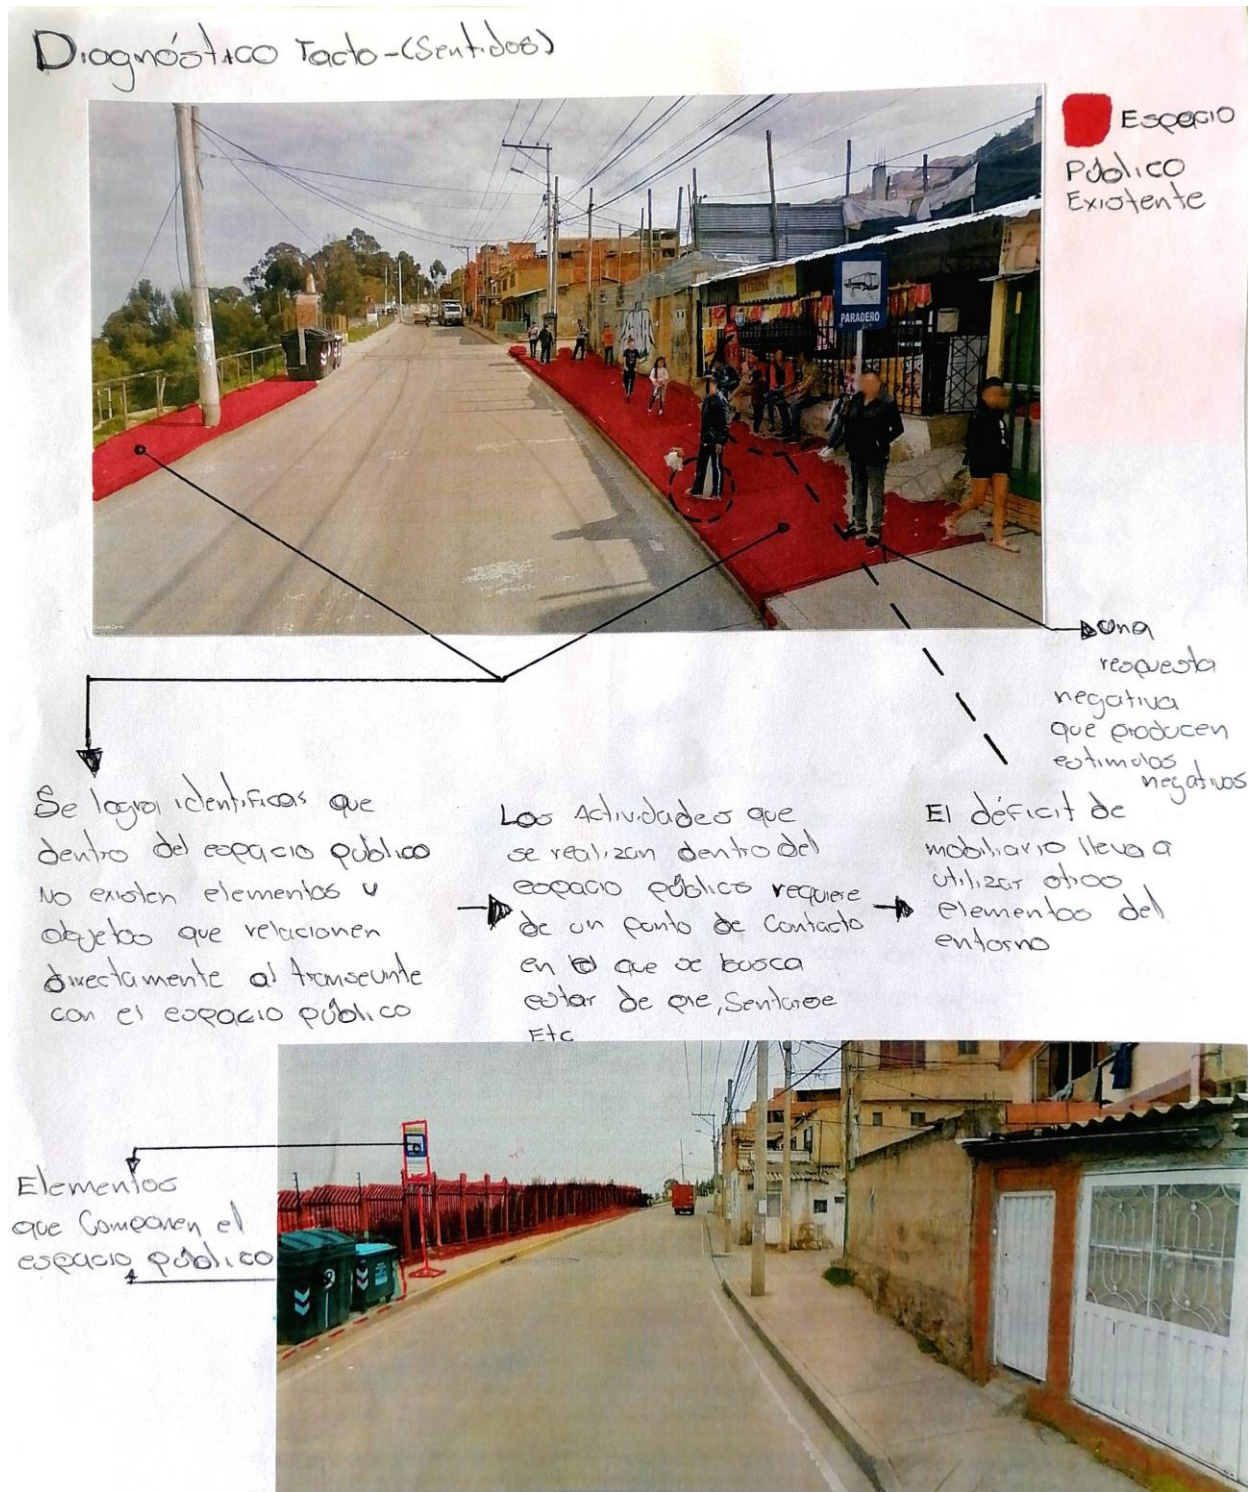 Diagnóstico Tacto-(Sentidos)
Espacio
Público
Existente
PARADERO
Una
respuesta
negativa
que producen
estimulos
negativos
Se logra identificas que
dentro del espacio público
No existen elementos u
objetos que relacionen
directamente al transeunte
con el espacio público
Las Actividades que
se realizan dentro del
espacio público requiere
de un punto de contacto
en el que se busca
estar de pie, Sentarse
Etc
El déficit de
mobiliario lleva a
utilizar otros
elementos del
entorno
Elementos
que Componen el
espacio público